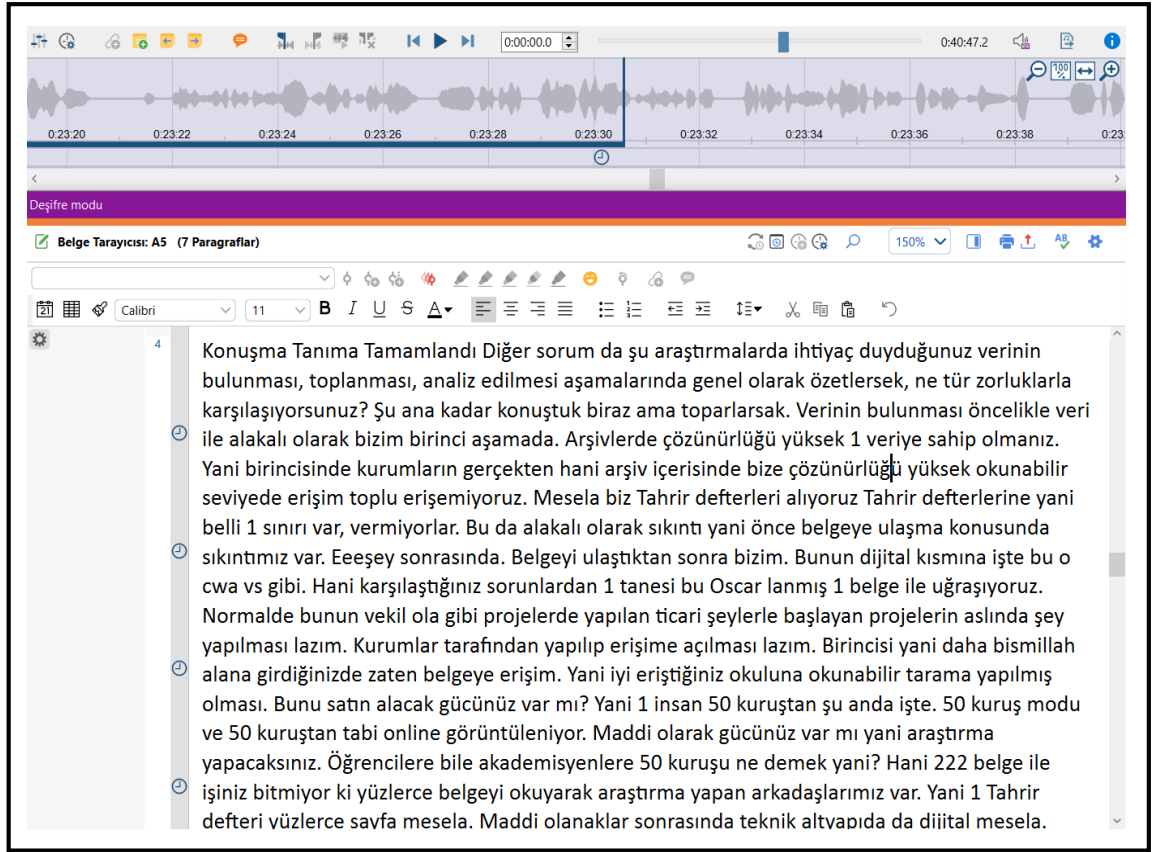 0:00:00.0
0:40:47.2
100 %
0:23:20 0:23:22 0:23:24 0:23:26 0:23:28 0:23:30 0:23:32 0:23:34 0:23:36 0:23:38 0:23:
Deşifre modu
Belge Tarayıcısı: A5 (7 Paragraflar)
150%
AB
21 Calibri 11 B I U S A
4
Konuşma Tanıma Tamamlandı Diğer sorum da şu araştırmalarda ihtiyaç duyduğunuz verinin
bulunması, toplanması, analiz edilmesi aşamalarında genel olarak özetlersek, ne tür zorluklarla
karşılaşıyorsunuz? Şu ana kadar konuştuk biraz ama toparlarsak. Verinin bulunması öncelikle veri
ile alakalı olarak bizim birinci aşamada. Arşivlerde çözünürlüğü yüksek 1 veriye sahip olmanız.
Yani birincisinde kurumların gerçekten hani arşiv içerisinde bize çözünürlüğü yüksek okunabilir
seviyede erişim toplu erişemiyoruz. Mesela biz Tahrir defterleri alıyoruz Tahrir defterlerine yani
belli 1 sınırı var, vermiyorlar. Bu da alakalı olarak sıkıntı yani önce belgeye ulaşma konusunda
sıkıntımız var. Eeeşey sonrasında. Belgeyi ulaştıktan sonra bizim. Bunun dijital kısmına işte bu o
cwa vs gibi. Hani karşılaştığınız sorunlardan 1 tanesi bu Oscar lanmış 1 belge ile uğraşıyoruz.
Normalde bunun vekil ola gibi projelerde yapılan ticari şeylerle başlayan projelerin aslında şey
yapılması lazım. Kurumlar tarafından yapılıp erişime açılması lazım. Birincisi yani daha bismillah
alana girdiğinizde zaten belgeye erişim. Yani iyi eriştiğiniz okuluna okunabilir tarama yapılmış
olması. Bunu satın alacak gücünüz var mı? Yani 1 insan 50 kuruştan şu anda işte. 50 kuruş modu
ve 50 kuruştan tabi online görüntüleniyor. Maddi olarak gücünüz var mı yani araştırma
yapacaksınız. Öğrencilere bile akademisyenlere 50 kuruşu ne demek yani? Hani 222 belge ile
işiniz bitmiyor ki yüzlerce belgeyi okuyarak araştırma yapan arkadaşlarımız var. Yani 1 Tahrir
defteri yüzlerce sayfa mesela. Maddi olanaklar sonrasında teknik altyapıda da dijital mesela.